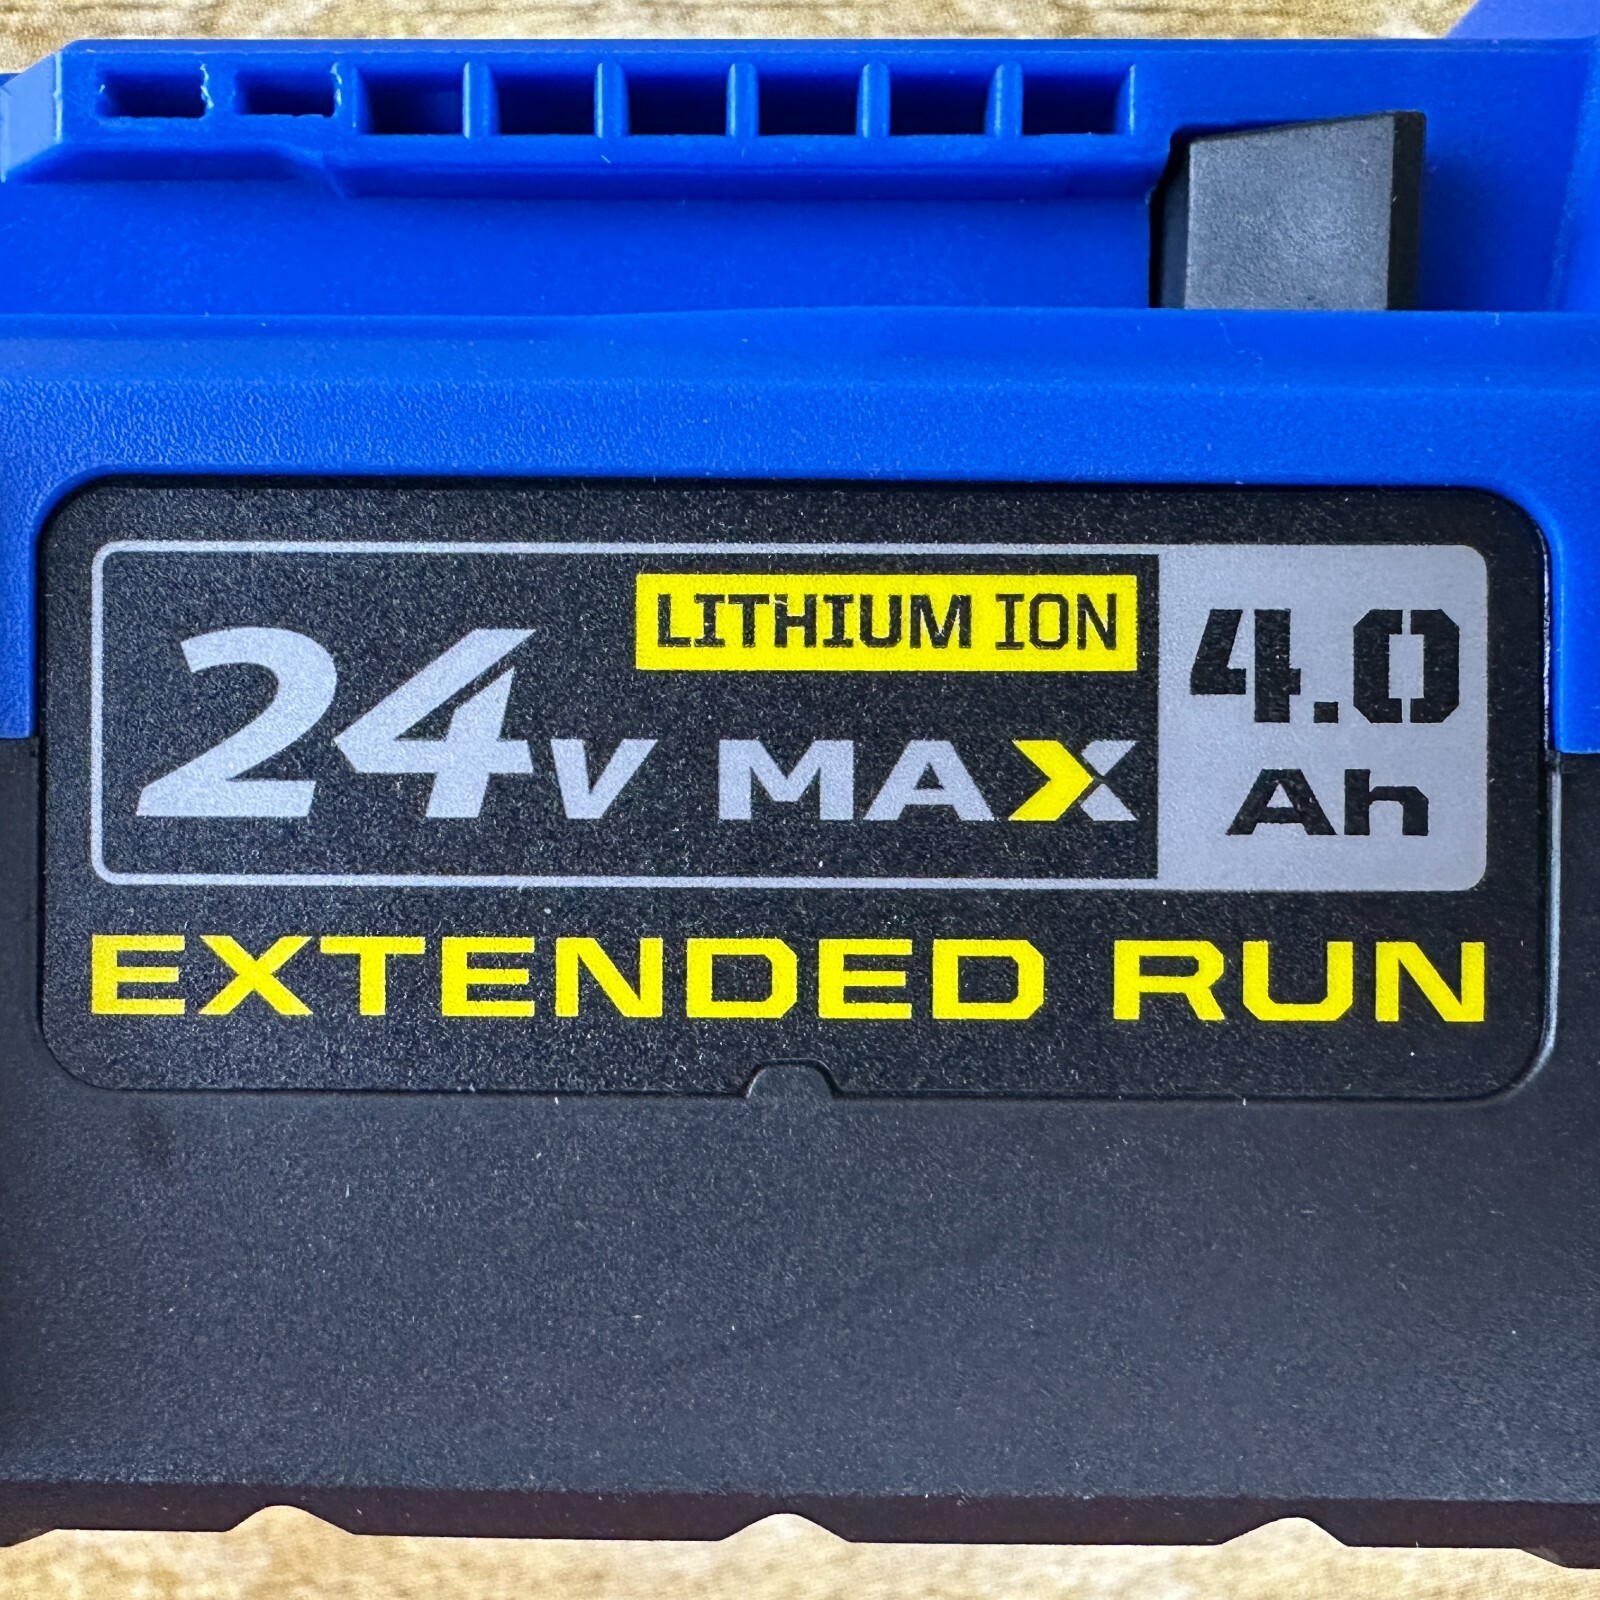 LITHIUM ION
24V MAX
4.0
Ah
EXTENDED RUN